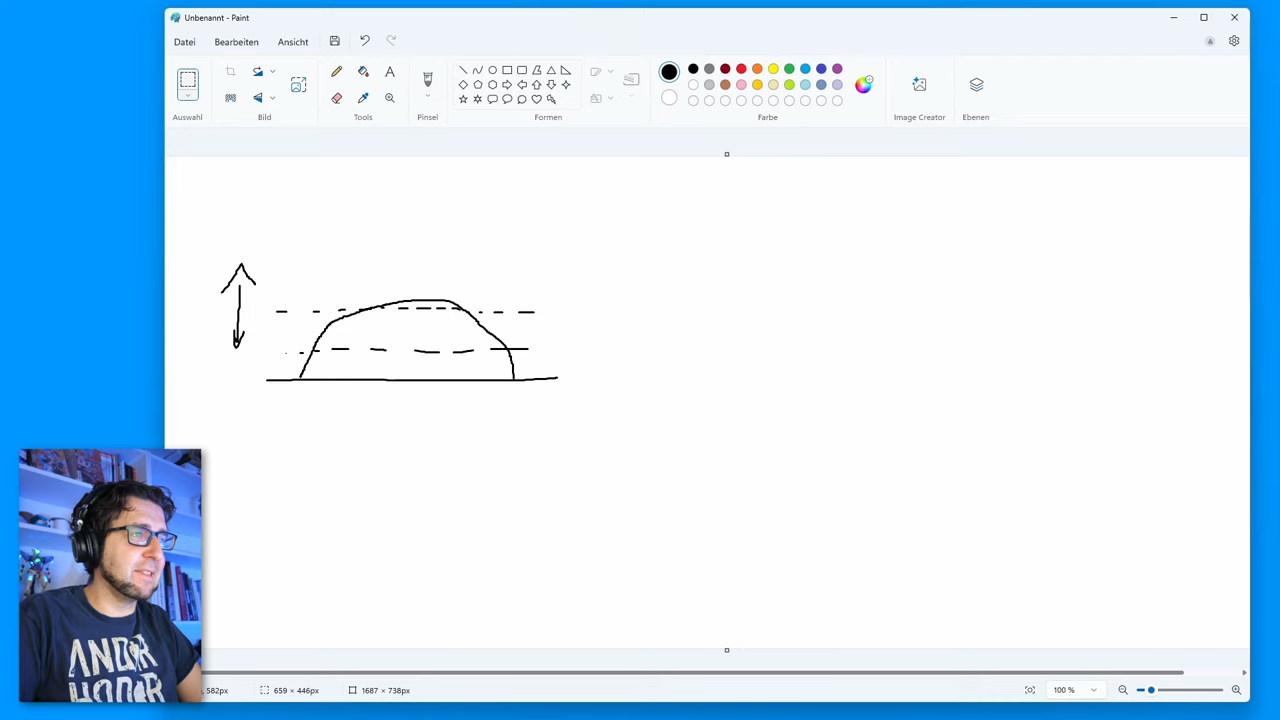 Unbenannt - Paint
Datei Bearbeiten Ansicht
Auswahl Bild Tools Pinsel Formen Farbe Image Creator Ebenen
582px 659 × 446px 1687 × 738px 100 %